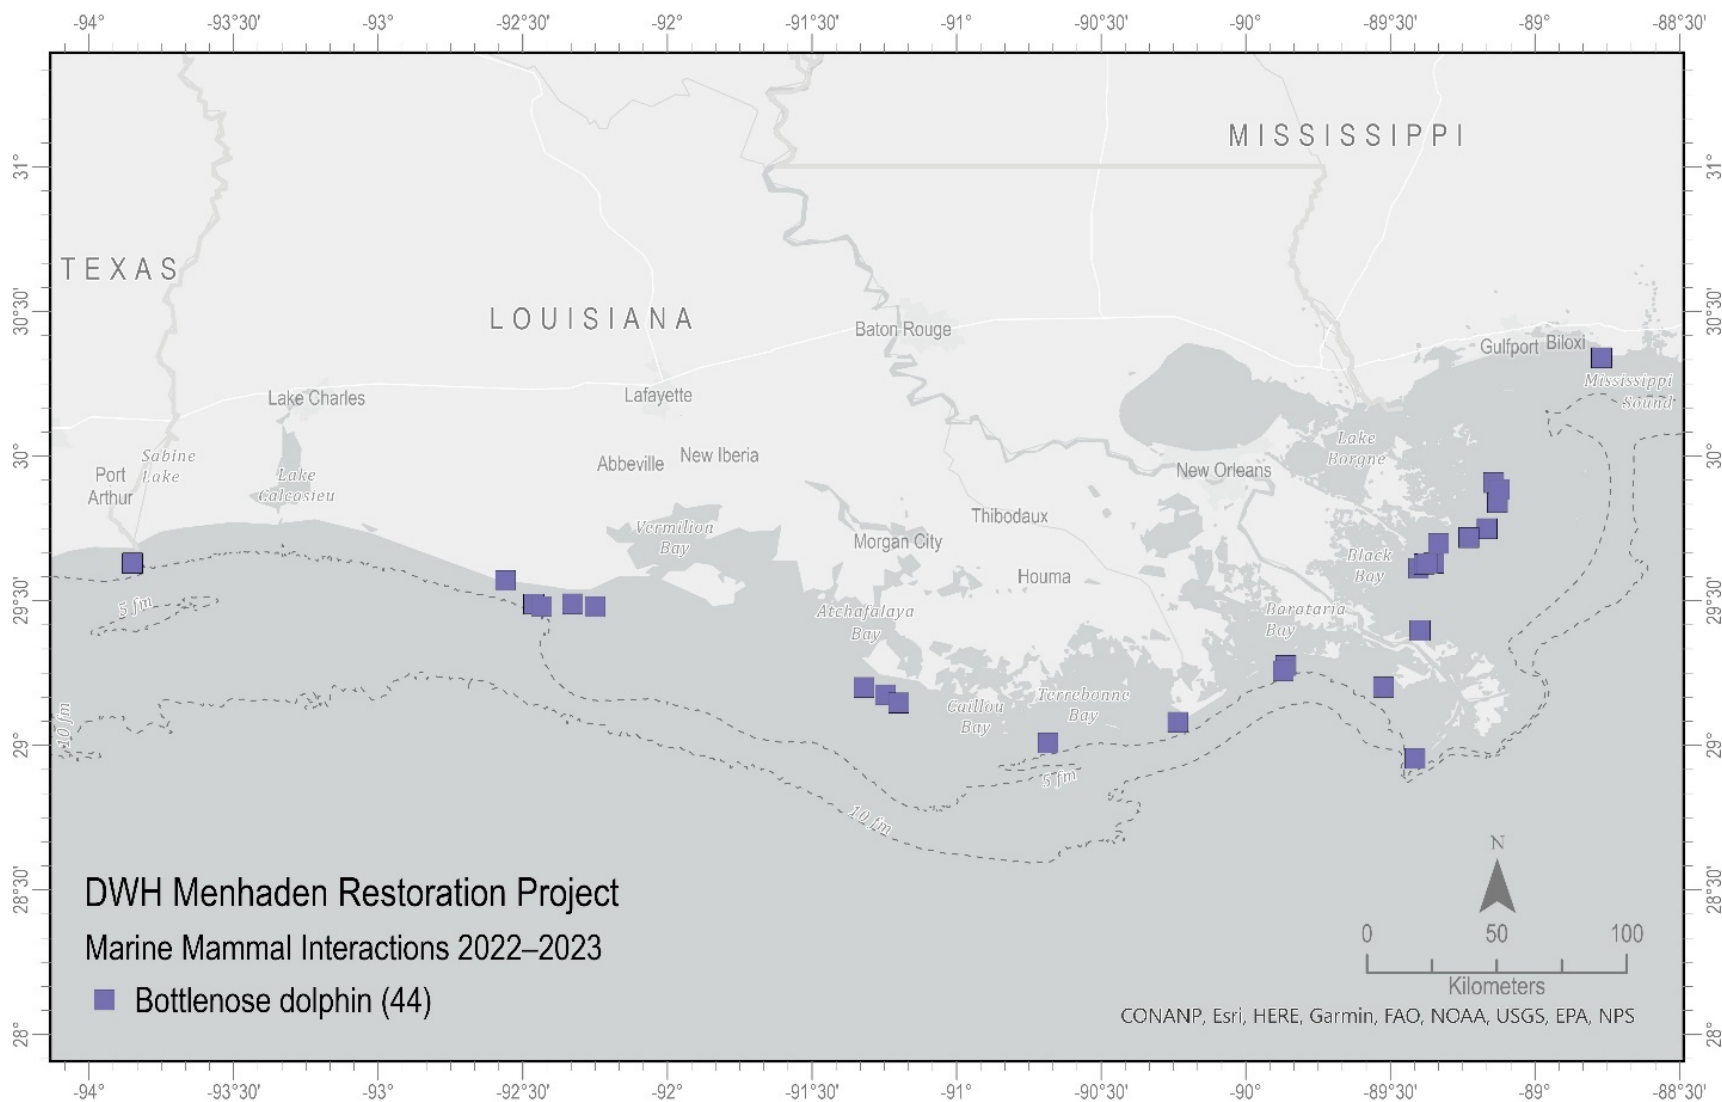 -94° -93°30' -93° -92°30' -92° -91°30' -91° -90°30' -90° -89°30' -89° -88°30'
MISSISSIPPI
31° 31°
TEXAS
LOUISIANA
30°30' 30°30'
Baton Rouge
Gulfport Biloxi
Mississippi
Sound
Lake Charles
Lafayette
Lake
Borgne
30° 30°
Sabine
Lake
Port
Arthur
Lake
Calcasieu
Abbeville
New Iberia
New Orleans
Thibodaux
Vermilion
Bay
Morgan City
Black
Bay
Houma
5 fm
29°30' 29°30'
Atchafalaya
Bay
Barataria
Bay
Caillou
Bay
Terrebonne
Bay
10 fm
29° 29°
5 fm
10 fm
DWH Menhaden Restoration Project
Marine Mammal Interactions 2022–2023
Bottlenose dolphin (44)
28°30' 28°30'
N
0 50 100
Kilometers
CONANP, Esri, HERE, Garmin, FAO, NOAA, USGS, EPA, NPS
28° 28°
-94° -93°30' -93° -92°30' -92° -91°30' -91° -90°30' -90° -89°30' -89° -88°30'